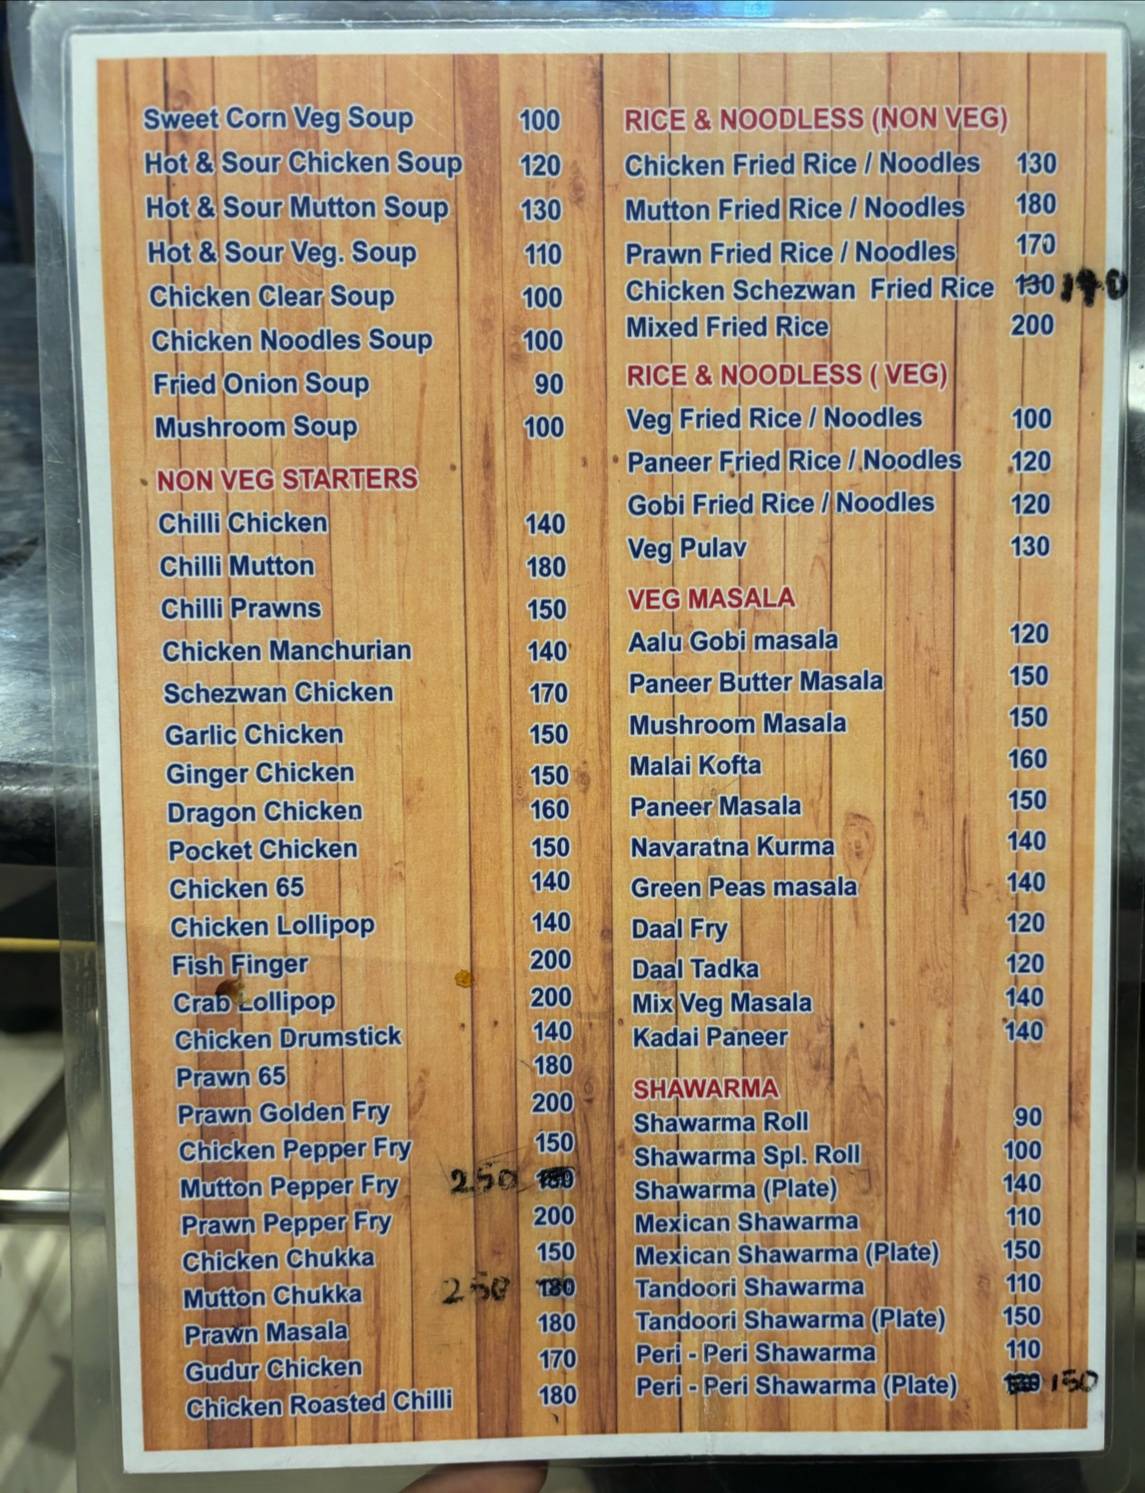 Sweet Corn Veg Soup 100
Hot & Sour Chicken Soup 120
Hot & Sour Mutton Soup 130
Hot & Sour Veg. Soup 110
Chicken Clear Soup 100
Chicken Noodles Soup 100
Fried Onion Soup 90
Mushroom Soup 100
NON VEG STARTERS
Chilli Chicken 140
Chilli Mutton 180
Chilli Prawns 150
Chicken Manchurian 140
Schezwan Chicken 170
Garlic Chicken 150
Ginger Chicken 150
Dragon Chicken 160
Pocket Chicken 150
Chicken 65 140
Chicken Lollipop 140
Fish Finger 200
Crab Lollipop 200
Chicken Drumstick 140
Prawn 65 180
Prawn Golden Fry 200
Chicken Pepper Fry 150
Mutton Pepper Fry 250
Prawn Pepper Fry 200
Chicken Chukka 150
Mutton Chukka 250 180
Prawn Masala 180
Gudur Chicken 170
Chicken Roasted Chilli 180
RICE & NOODLESS (NON VEG)
Chicken Fried Rice / Noodles 130
Mutton Fried Rice / Noodles 180
Prawn Fried Rice / Noodles 170
Chicken Schezwan Fried Rice 130
Mixed Fried Rice 200
RICE & NOODLESS ( VEG)
Veg Fried Rice / Noodles 100
Paneer Fried Rice / Noodles 120
Gobi Fried Rice / Noodles 120
Veg Pulav 130
VEG MASALA
Aalu Gobi masala 120
Paneer Butter Masala 150
Mushroom Masala 150
Malai Kofta 160
Paneer Masala 150
Navaratna Kurma 140
Green Peas masala 140
Daal Fry 120
Daal Tadka 120
Mix Veg Masala 140
Kadai Paneer 140
SHAWARMA
Shawarma Roll 90
Shawarma Spl. Roll 100
Shawarma (Plate) 140
Mexican Shawarma 110
Mexican Shawarma (Plate) 150
Tandoori Shawarma 110
Tandoori Shawarma (Plate) 150
Peri - Peri Shawarma 110
Peri - Peri Shawarma (Plate) 150